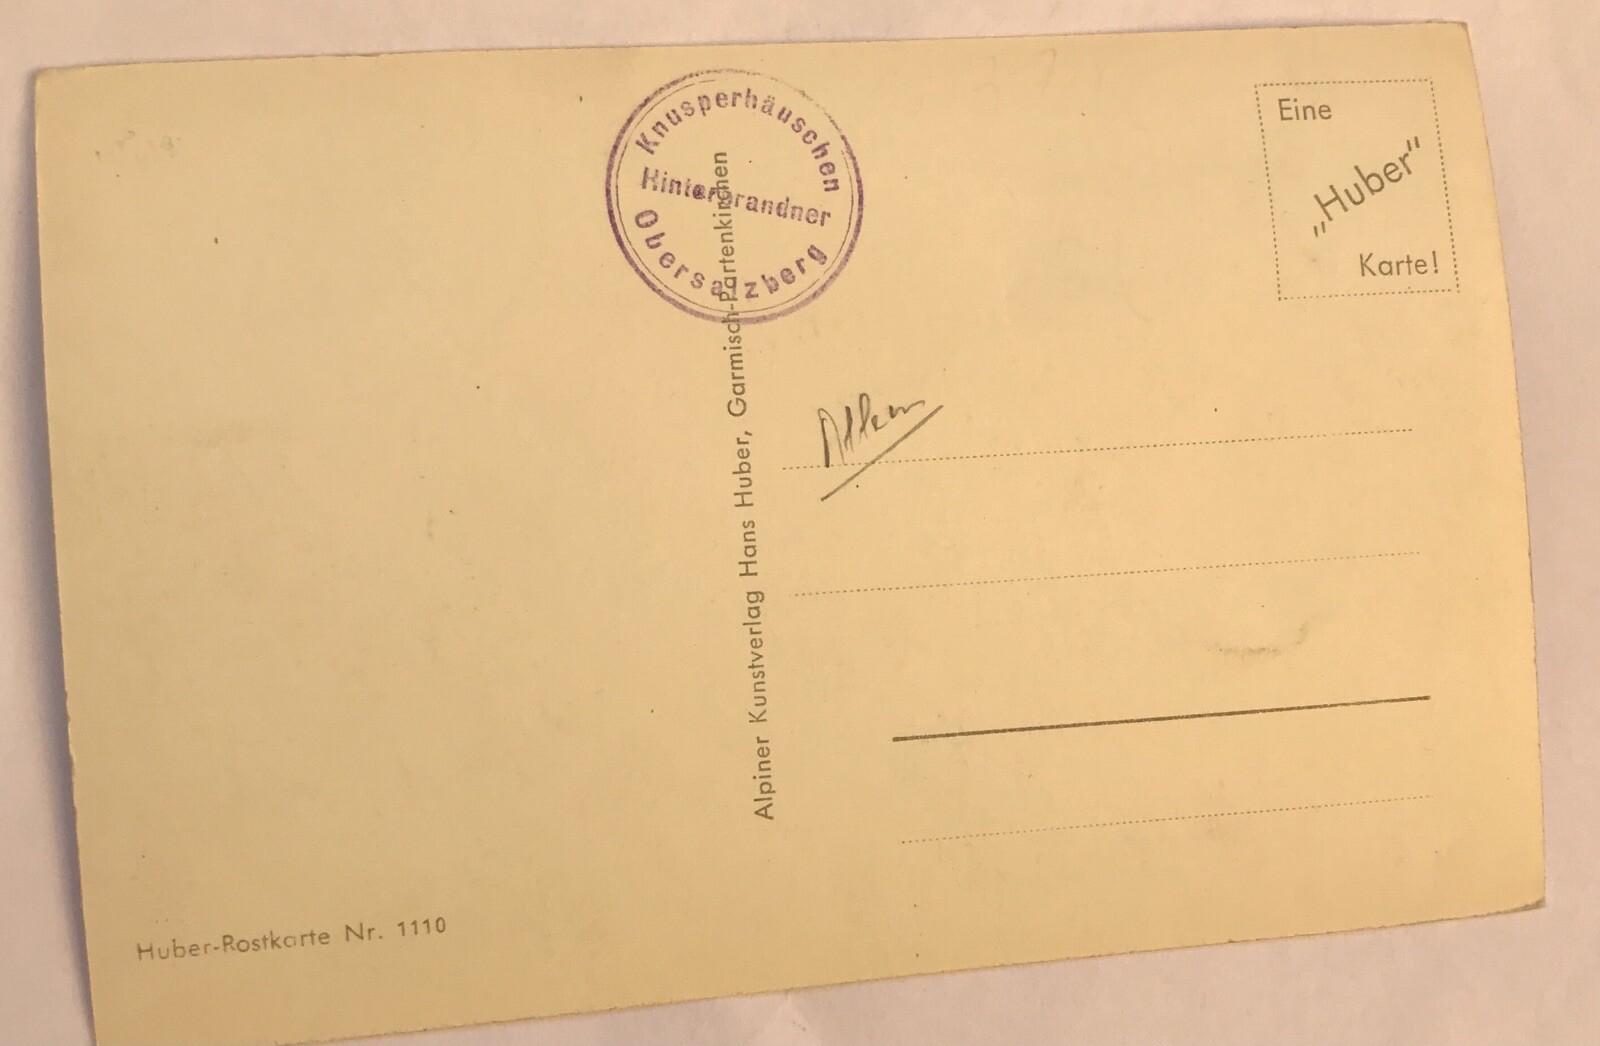 Knusperhäuschen
Hinterbrandner
Obersalzberg
Eine
„Huber“
Karte!
Alpiner Kunstverlag Hans Huber, Garmisch-Partenkirchen
Huber-Postkarte Nr. 1110